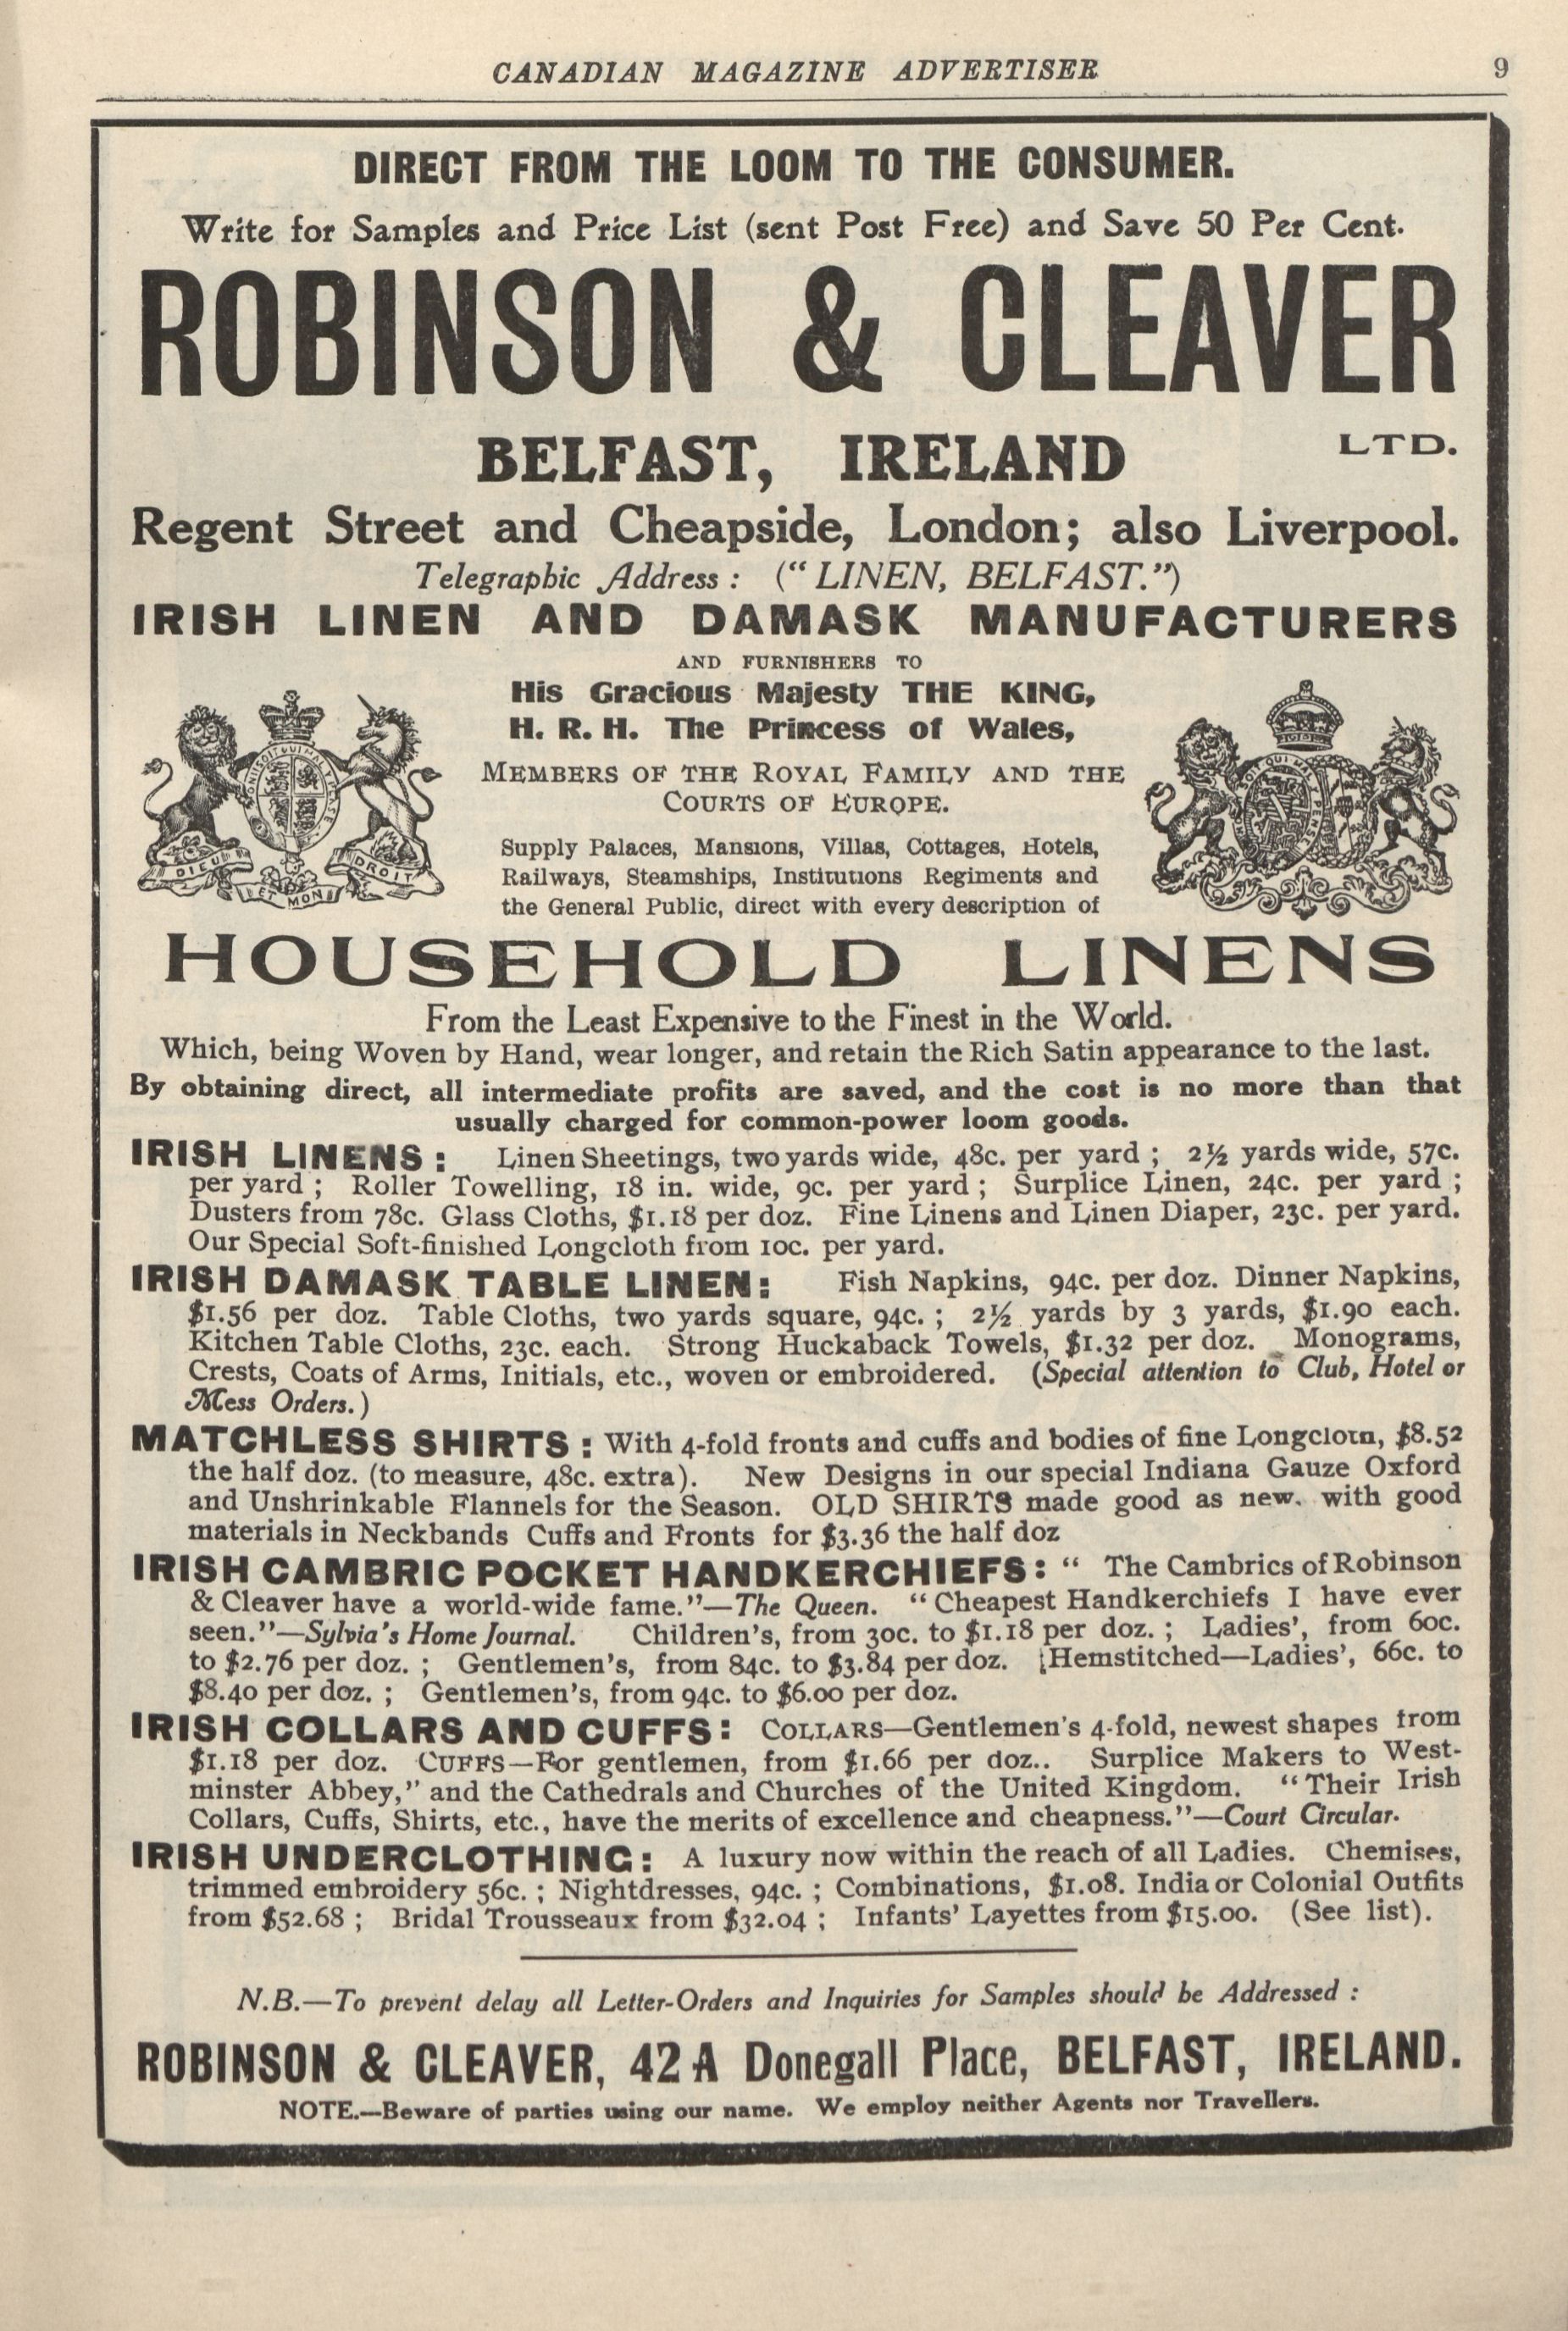 CANADIAN MAGAZINE ADVERTISER 9
DIRECT FROM THE LOOM TO THE CONSUMER.
Write for Samples and Price List (sent Post Free) and Save 50 Per Cent.
ROBINSON & CLEAVER
BELFAST, IRELAND LTD.
Regent Street and Cheapside, London; also Liverpool.
Telegraphic Address: ("LINEN, BELFAST.")
IRISH LINEN AND DAMASK MANUFACTURERS
AND FURNISHERS TO
His Gracious Majesty THE KING,
H. R. H. The Princess of Wales,
MEMBERS OF THE ROYAL FAMILY AND THE
COURTS OF EUROPE.
Supply Palaces, Mansions, Villas, Cottages, Hotels,
Railways, Steamships, Institutions Regiments and
the General Public, direct with every description of
DIEU ET MON DROIT
HOUSEHOLD LINENS
From the Least Expensive to the Finest in the World.
Which, being Woven by Hand, wear longer, and retain the Rich Satin appearance to the last.
By obtaining direct, all intermediate profits are saved, and the cost is no more than that
usually charged for common-power loom goods.
IRISH LINENS: Linen Sheetings, two yards wide, 48c. per yard; 2½ yards wide, 57c.
per yard; Roller Towelling, 18 in. wide, 9c. per yard; Surplice Linen, 24c. per yard;
Dusters from 78c. Glass Cloths, $1.18 per doz. Fine Linens and Linen Diaper, 23c. per yard.
Our Special Soft-finished Longcloth from 10c. per yard.
IRISH DAMASK TABLE LINEN: Fish Napkins, 94c. per doz. Dinner Napkins,
$1.56 per doz. Table Cloths, two yards square, 94c.; 2½ yards by 3 yards, $1.90 each.
Kitchen Table Cloths, 23c. each. Strong Huckaback Towels, $1.32 per doz. Monograms,
Crests, Coats of Arms, Initials, etc., woven or embroidered. (Special attention to Club, Hotel or
Mess Orders.)
MATCHLESS SHIRTS: With 4-fold fronts and cuffs and bodies of fine Longcloth, $8.52
the half doz. (to measure, 48c. extra). New Designs in our special Indiana Gauze Oxford
and Unshrinkable Flannels for the Season. OLD SHIRTS made good as new. with good
materials in Neckbands Cuffs and Fronts for $3.36 the half doz
IRISH CAMBRIC POCKET HANDKERCHIEFS: " The Cambrics of Robinson
& Cleaver have a world-wide fame."—The Queen. "Cheapest Handkerchiefs I have ever
seen."—Sylvia's Home Journal. Children's, from 30c. to $1.18 per doz.; Ladies', from 60c.
to $2.76 per doz.; Gentlemen's, from 84c. to $3.84 per doz. Hemstitched—Ladies', 66c. to
$8.40 per doz.; Gentlemen's, from 94c. to $6.00 per doz.
IRISH COLLARS AND CUFFS: COLLARS—Gentlemen's 4-fold, newest shapes from
$1.18 per doz. CUFFS—For gentlemen, from $1.66 per doz.. Surplice Makers to West-
minster Abbey," and the Cathedrals and Churches of the United Kingdom. "Their Irish
Collars, Cuffs, Shirts, etc., have the merits of excellence and cheapness."—Court Circular.
IRISH UNDERCLOTHING: A luxury now within the reach of all Ladies. Chemises,
trimmed embroidery 56c.; Nightdresses, 94c.; Combinations, $1.08. India or Colonial Outfits
from $52.68; Bridal Trousseaux from $32.04; Infants' Layettes from $15.00. (See list).
N.B.—To prevent delay all Letter-Orders and Inquiries for Samples should be Addressed:
ROBINSON & CLEAVER, 42 A Donegall Place, BELFAST, IRELAND.
NOTE.—Beware of parties using our name. We employ neither Agents nor Travellers.